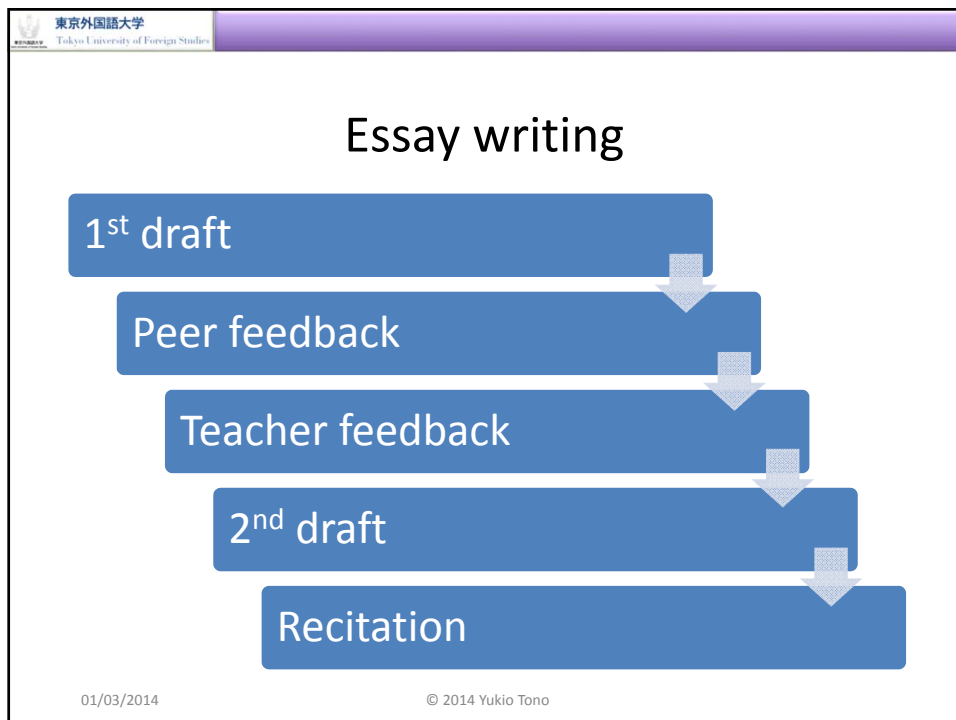 東京外国語大学
Tokyo University of Foreign Studies
Essay writing
1st draft
Peer feedback
Teacher feedback
2nd draft
Recitation
01/03/2014
© 2014 Yukio Tono